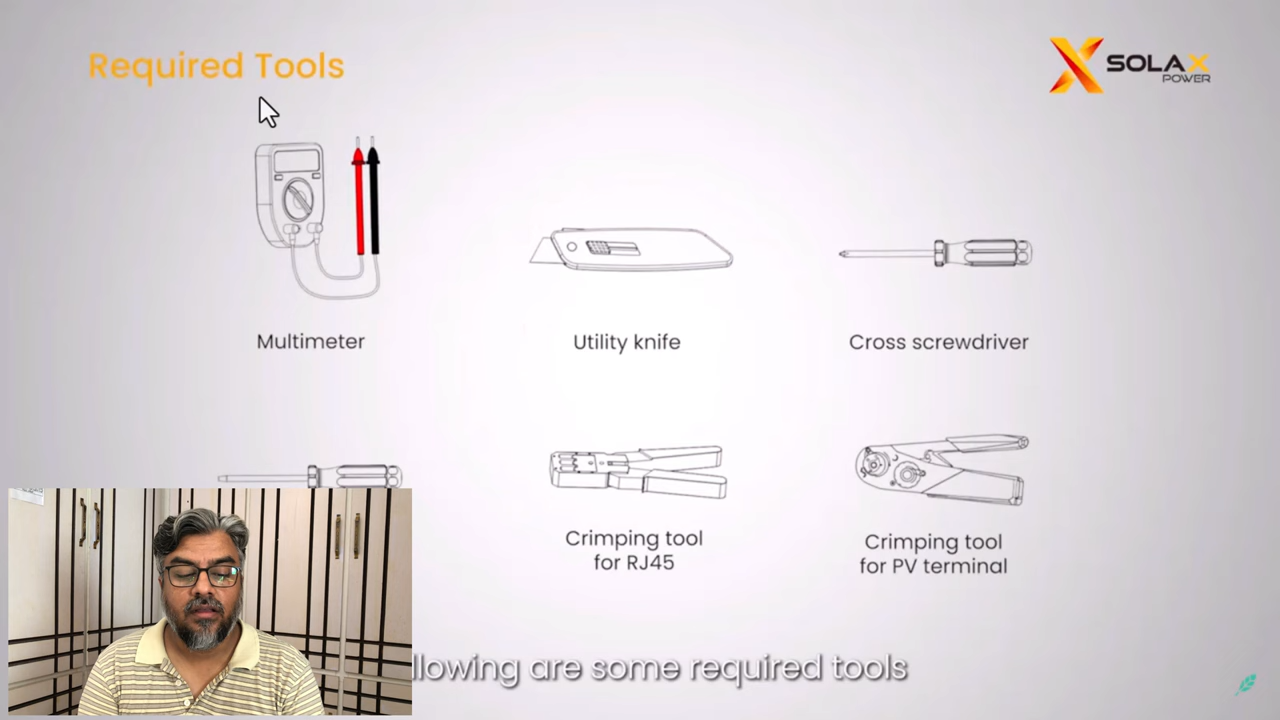 Required Tools
SOLAX
POWER
Multimeter
Utility knife
Cross screwdriver
Crimping tool
for RJ45
Crimping tool
for PV terminal
are some required tools